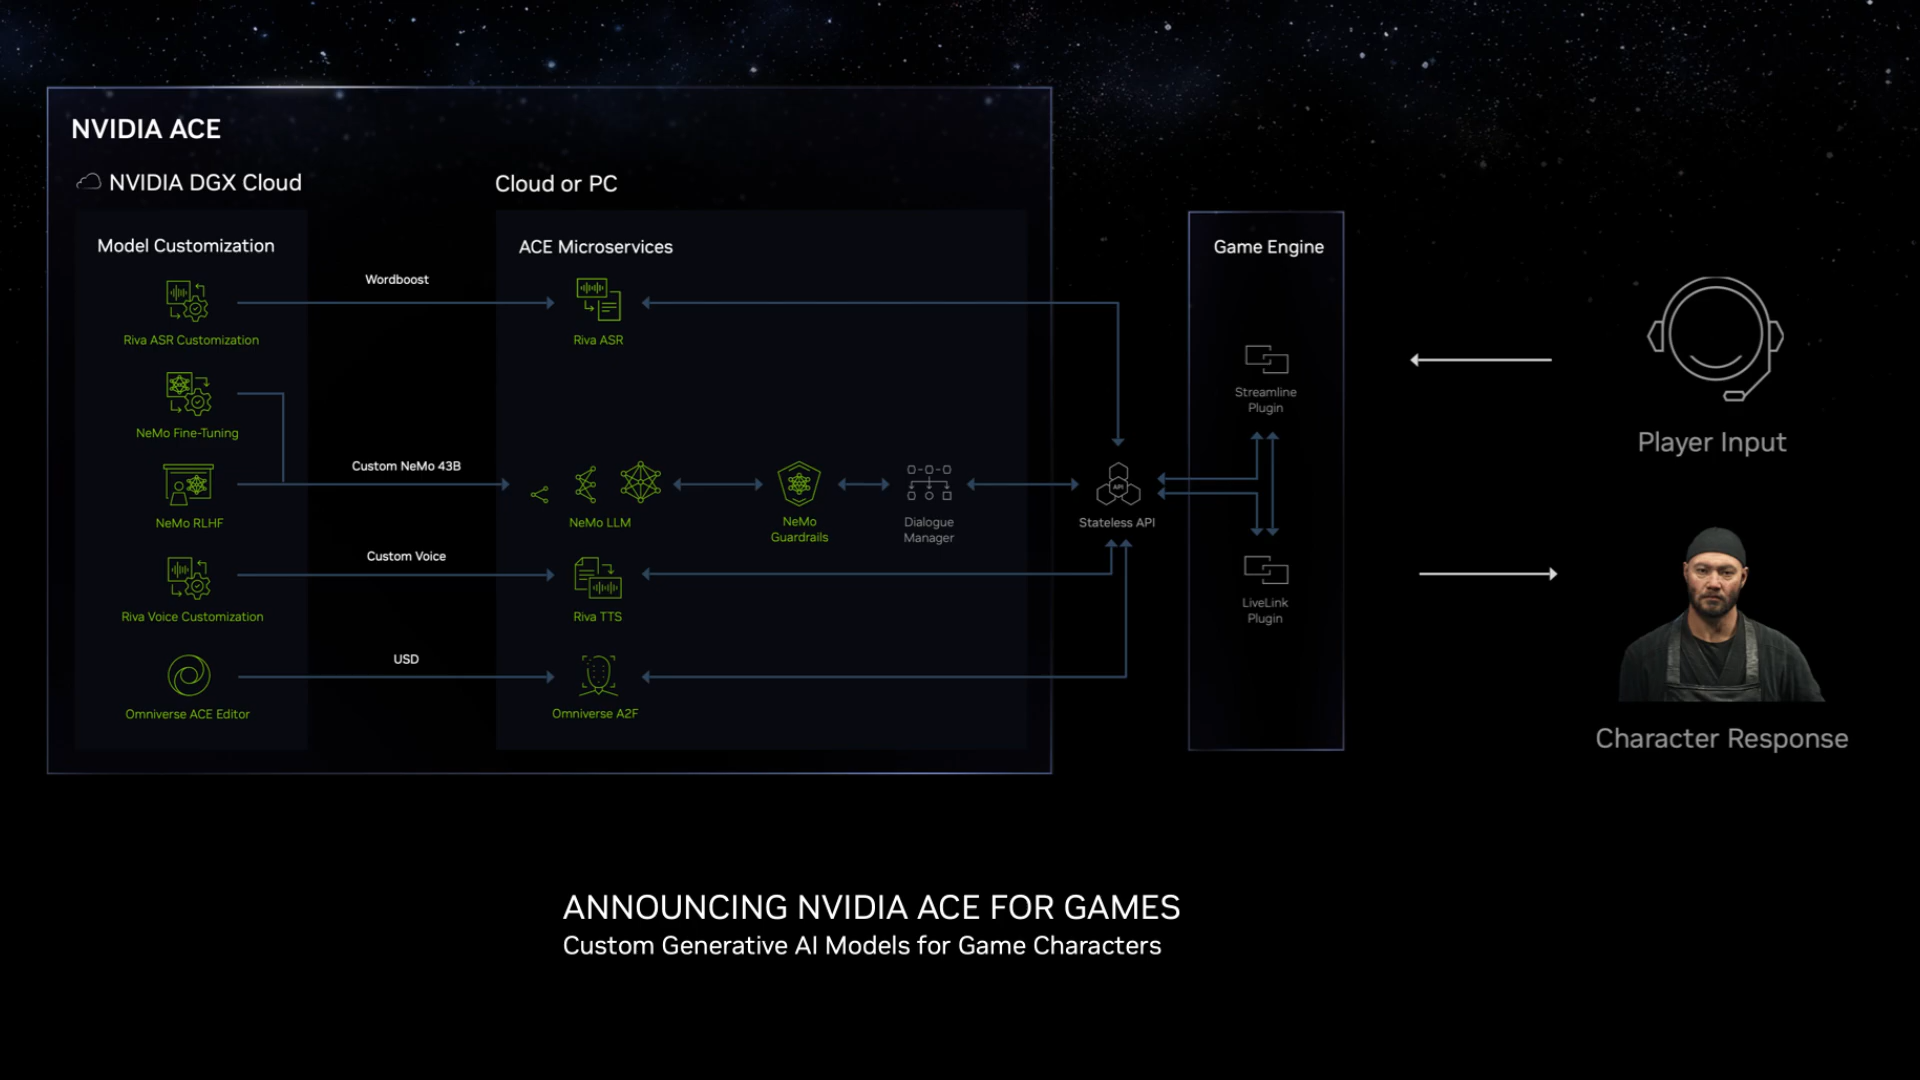 NVIDIA ACE
NVIDIA DGX Cloud
Cloud or PC
Model Customization
ACE Microservices
Game Engine
Riva ASR Customization
Wordboost
Riva ASR
NeMo Fine-Tuning
NeMo RLHF
Custom NeMo 43B
NeMo LLM
NeMo
Guardrails
Dialogue
Manager
API
Stateless API
Streamline
Plugin
LiveLink
Plugin
Riva Voice Customization
Custom Voice
Riva TTS
Omniverse ACE Editor
USD
Omniverse A2F
Player Input
Character Response
ANNOUNCING NVIDIA ACE FOR GAMES
Custom Generative AI Models for Game Characters